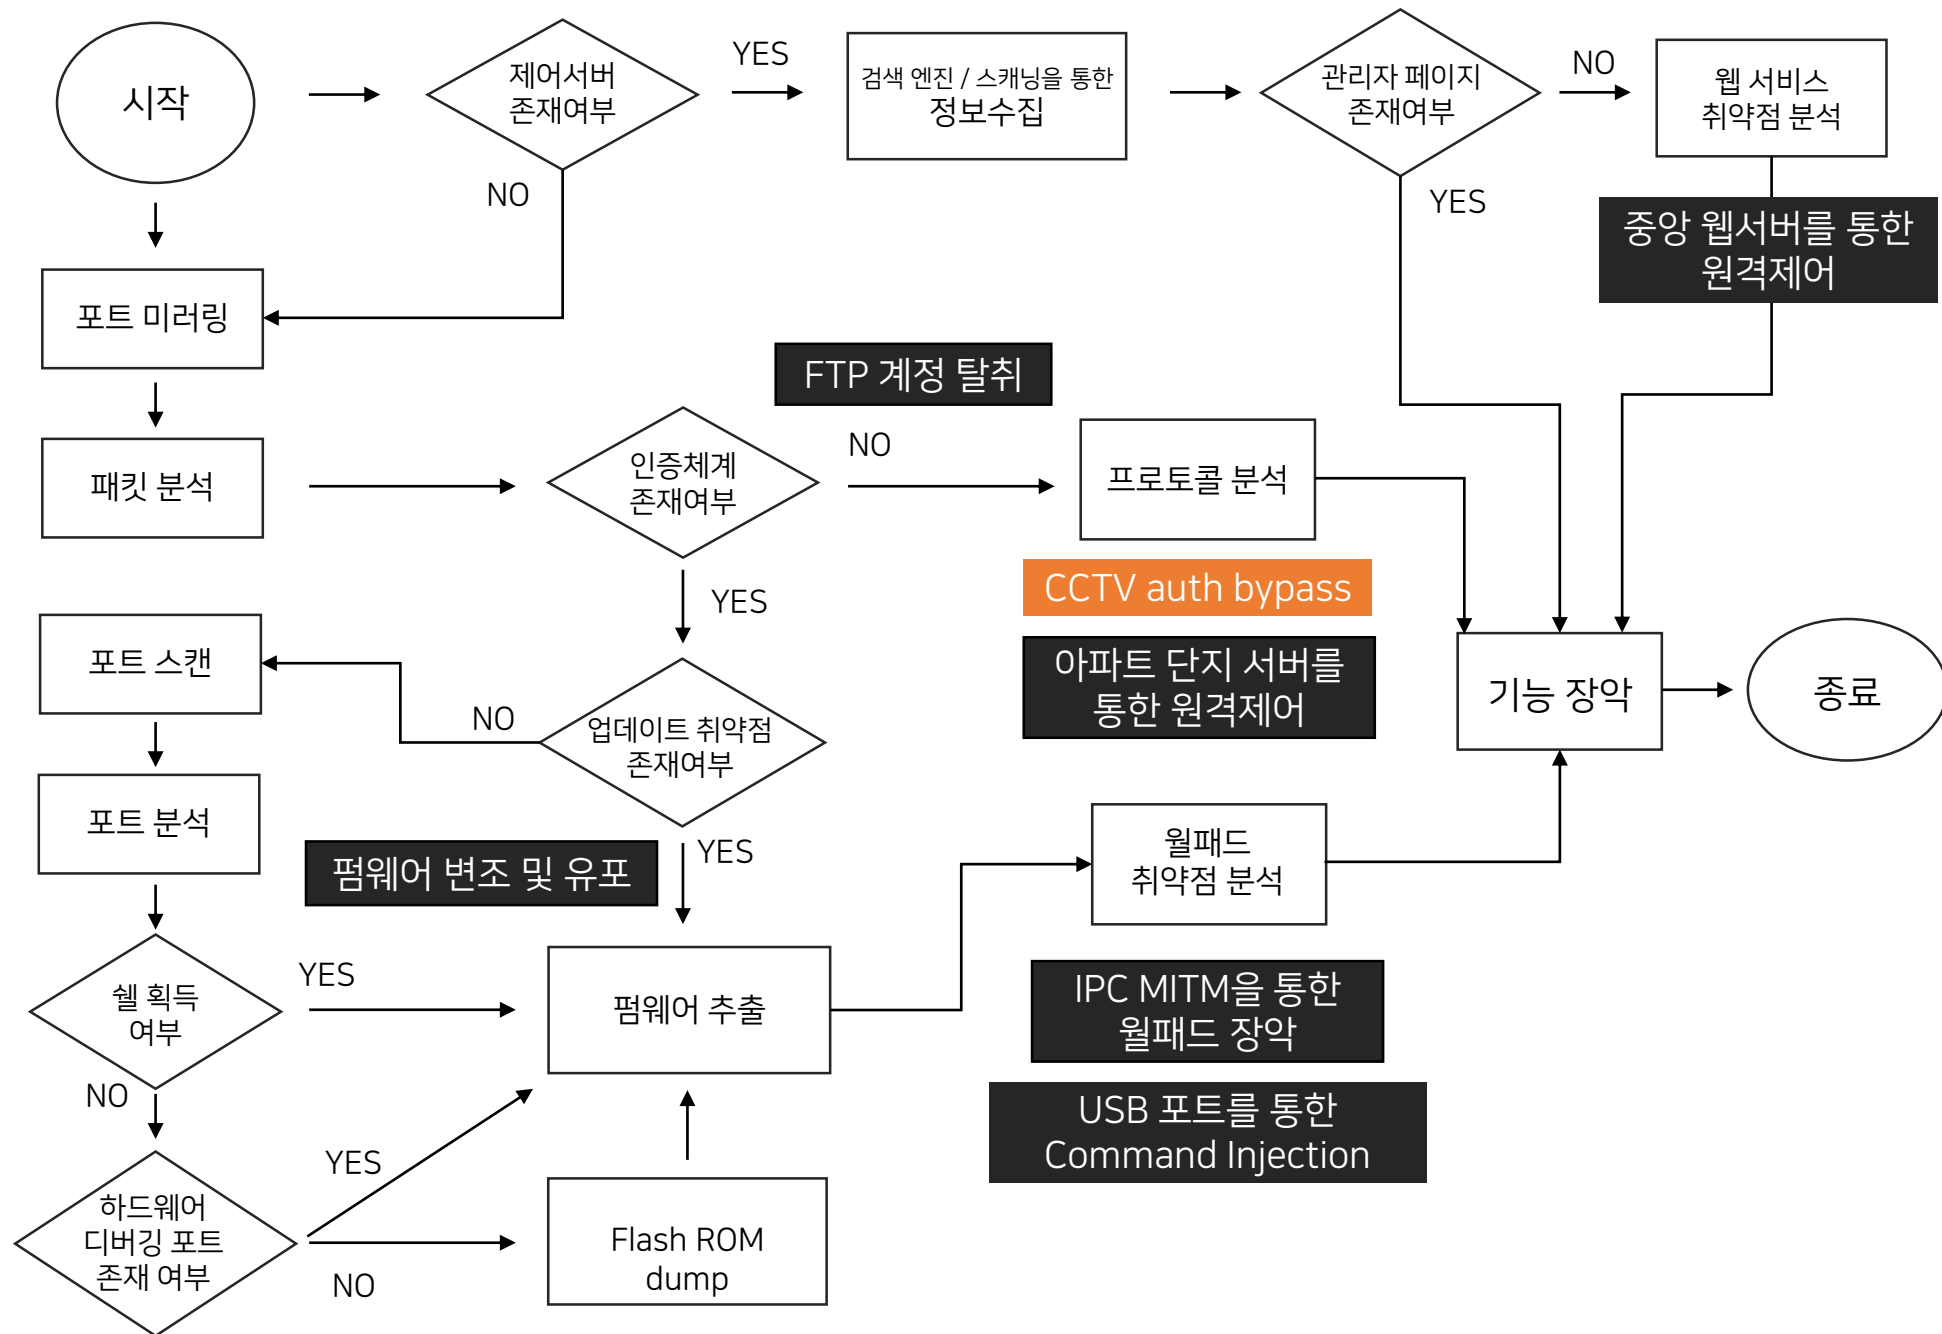 시작
제어서버
존재여부
YES
검색 엔진 / 스캐닝을 통한
정보수집
관리자 페이지
존재여부
NO
웹 서비스
취약점 분석
NO
YES
중앙 웹서버를 통한
원격제어
포트 미러링
FTP 계정 탈취
패킷 분석
인증체계
존재여부
NO
프로토콜 분석
YES
CCTV auth bypass
포트 스캔
NO
업데이트 취약점
존재여부
아파트 단지 서버를
통한 원격제어
기능 장악
종료
포트 분석
펌웨어 변조 및 유포
YES
월패드
취약점 분석
쉘 획득
여부
YES
펌웨어 추출
IPC MITM을 통한
월패드 장악
NO
USB 포트를 통한
Command Injection
하드웨어
디버깅 포트
존재 여부
YES
NO
Flash ROM
dump